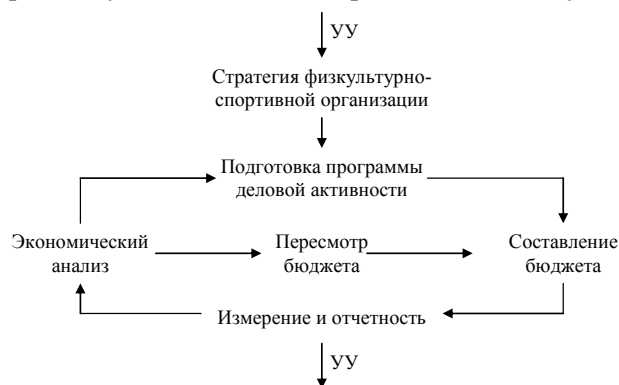 УУ
Стратегия физкультурно-
спортивной организации
Подготовка программы
деловой активности
Экономический
анализ
Пересмотр
бюджета
Составление
бюджета
Измерение и отчетность
УУ